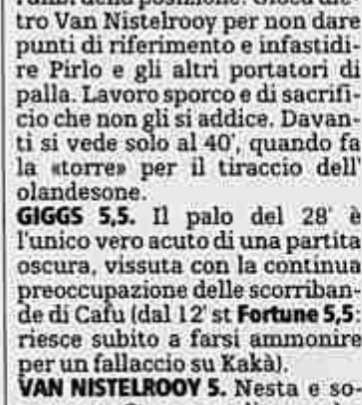 tro Van Nistelrooy per non dare
punti di riferimento e infastidi-
re Pirlo e gli altri portatori di
palla. Lavoro sporco e di sacrifi-
cio che non gli si addice. Davan-
ti si vede solo al 40', quando fa
la «torre» per il tiraccio dell'
olandesone.
GIGGS 5,5. Il palo del 28' è
l'unico vero acuto di una partita
oscura, vissuta con la continua
preoccupazione delle scorriban-
de di Cafu (dal 12' st Fortune 5,5:
riesce subito a farsi ammonire
per un fallaccio su Kakà).
VAN NISTELROOY 5. Nesta e so-